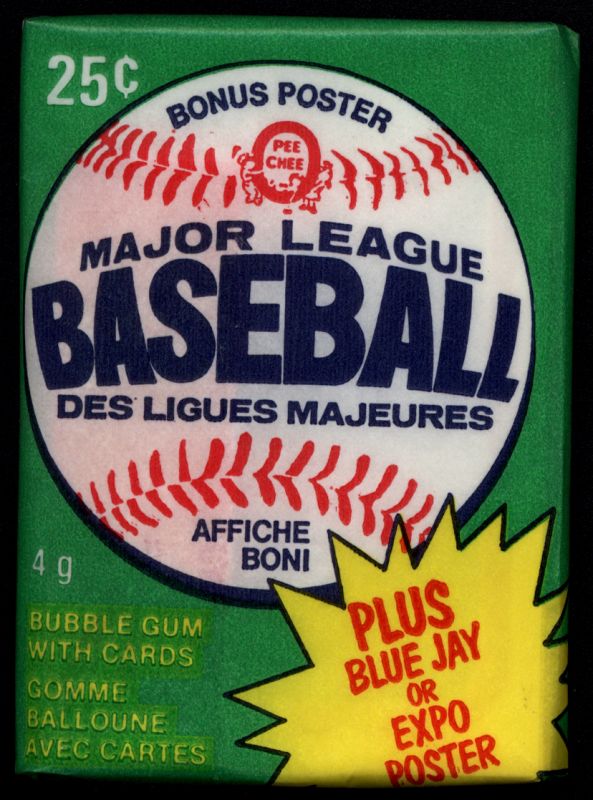 25¢
BONUS POSTER
PEE
CHEE
MAJOR LEAGUE
BASEBALL
DES LIGUES MAJEURES
AFFICHE
BONI
4 g
BUBBLE GUM
WITH CARDS
GOMME
BALLOUNE
AVEC CARTES
PLUS
BLUE JAY
OR
EXPO
POSTER